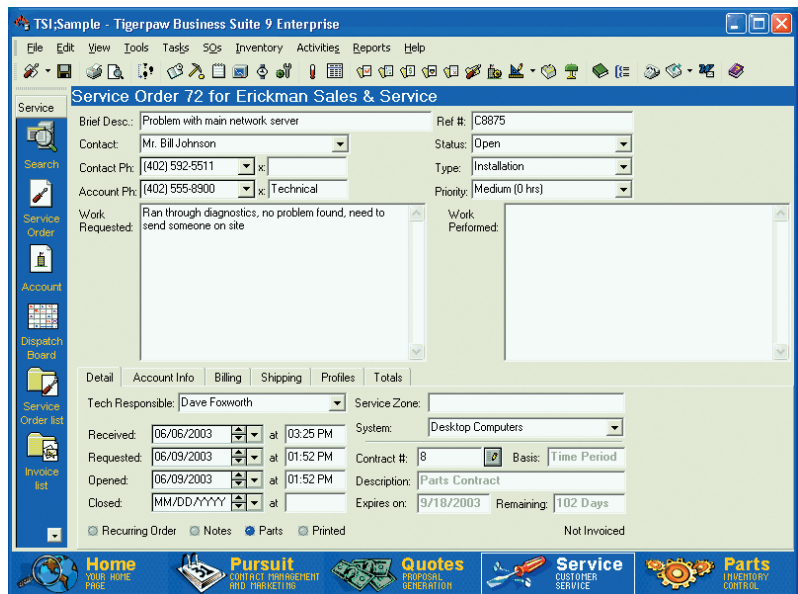 TSI;Sample - Tigerpaw Business Suite 9 Enterprise
File Edit View Tools Tasks SOs Inventory Activities Reports Help
Service Order 72 for Erickman Sales & Service
Service
Search
Service Order
Account
Dispatch Board
Service Order list
Invoice list
Brief Desc.: Problem with main network server Ref #: C8875
Contact: Mr. Bill Johnson Status: Open
Contact Ph: (402) 592-5511 x: Type: Installation
Account Ph: (402) 555-8900 x: Technical Priority: Medium (0 hrs)
Work Requested: Ran through diagnostics, no problem found, need to
send someone on site
Work Performed:
Detail Account Info Billing Shipping Profiles Totals
Tech Responsible: Dave Foxworth Service Zone:
Received: 06/06/2003 at 03:25 PM System: Desktop Computers
Requested: 06/09/2003 at 01:52 PM Contract #: 8 Basis: Time Period
Opened: 06/09/2003 at 01:52 PM Description: Parts Contract
Closed: MM/DD/YYYY at Expires on: 9/18/2003 Remaining: 102 Days
Recurring Order Notes Parts Printed Not Invoiced
Home
YOUR HOME
PAGE
Pursuit
CONTACT MANAGEMENT
AND MARKETING
Quotes
PROPOSAL
GENERATION
Service
CUSTOMER
SERVICE
Parts
INVENTORY
CONTROL